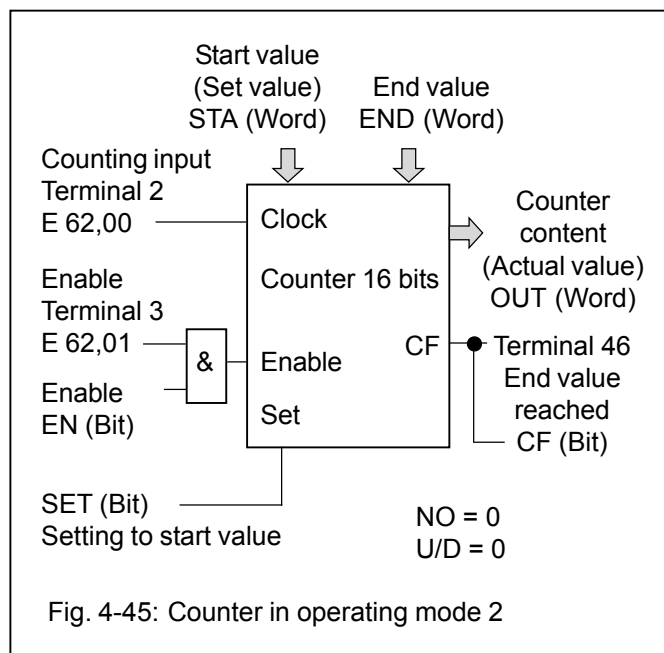 Start value
(Set value)
STA (Word)
End value
END (Word)
Counting input
Terminal 2
E 62,00
Clock
Counter
content
(Actual value)
OUT (Word)
Counter 16 bits
Enable
Terminal 3
E 62,01
&
Enable
CF
Terminal 46
End value
reached
CF (Bit)
Enable
EN (Bit)
Set
SET (Bit)
Setting to start value
NO = 0
U/D = 0
Fig. 4-45: Counter in operating mode 2